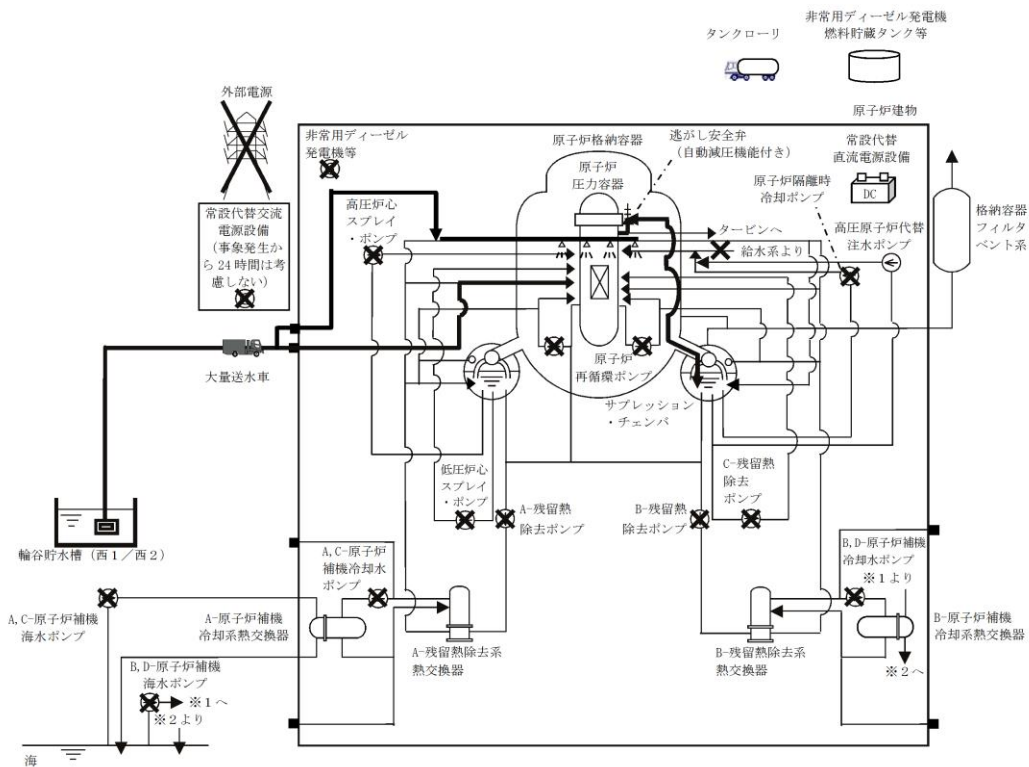 タンクローリ
非常用ディーゼル発電機
燃料貯蔵タンク等
外部電源
原子炉建物
非常用ディーゼル
発電機等
原子炉格納容器
原子炉
圧力容器
逃がし安全弁
（自動減圧機能付き）
常設代替
直流電源設備
DC
原子炉隔離時
冷却ポンプ
常設代替交流
電源設備
（事象発生か
ら24時間は考
慮しない）
高圧炉心
スプレイ
・ポンプ
タービンへ
給水系より
高圧原子炉代替
注水ポンプ
格納容器
フィルタ
ベント系
大量送水車
原子炉
再循環ポンプ
サプレッション
・チェンバ
低圧炉心
スプレイ
・ポンプ
A-残留熱
除去ポンプ
B-残留熱
除去ポンプ
C-残留熱
除去
ポンプ
輪谷貯水槽（西1／西2）
A,C-原子炉
補機冷却水
ポンプ
B,D-原子炉補機
冷却水ポンプ
※1より
A,C-原子炉補機
海水ポンプ
A-原子炉補機
冷却系熱交換器
A-残留熱除去系
熱交換器
B-残留熱除去系
熱交換器
B-原子炉補機
冷却系熱交換器
※2へ
B,D-原子炉補機
海水ポンプ
※1へ
※2より
海